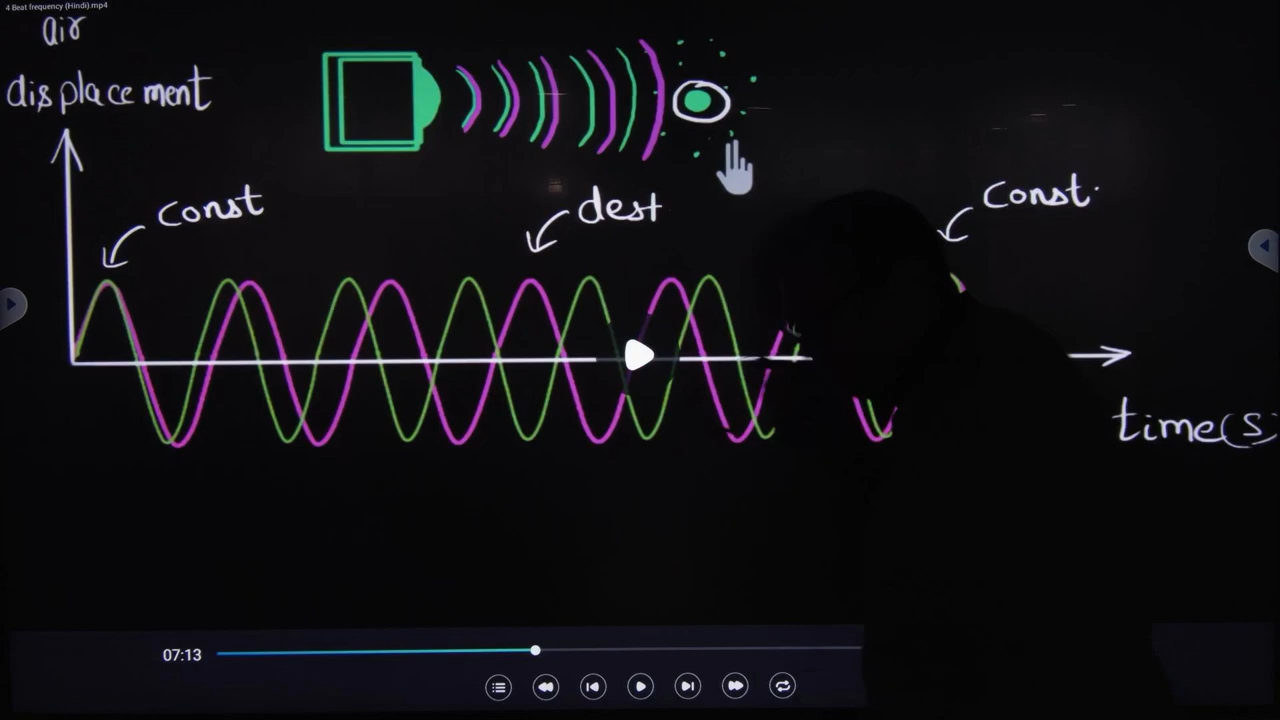 4 Beat frequency (Hindi).mp4
air
displacement
const
dest
const.
time(s)
07:13